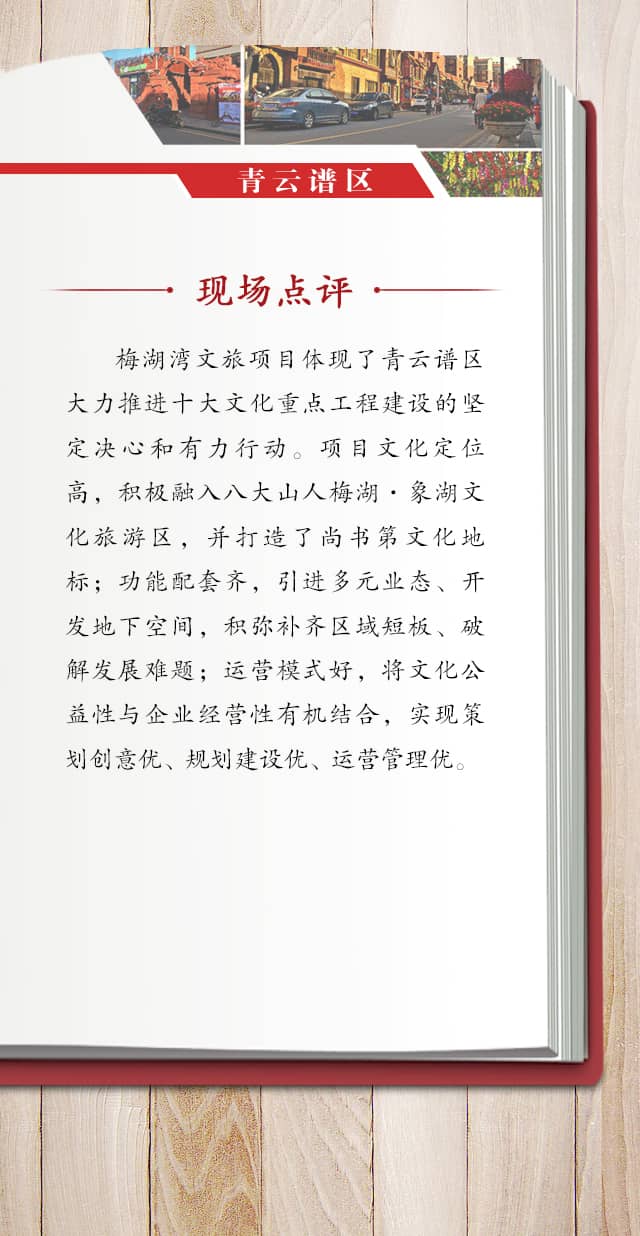 青云谱区
现场点评
梅湖湾文旅项目体现了青云谱区
大力推进十大文化重点工程建设的坚
定决心和有力行动。项目文化定位
高，积极融入八大山人梅湖·象湖文
化旅游区，并打造了尚书第文化地
标；功能配套齐，引进多元业态、开
发地下空间，积弥补齐区域短板、破
解发展难题；运营模式好，将文化公
益性与企业经营性有机结合，实现策
划创意优、规划建设优、运营管理优。